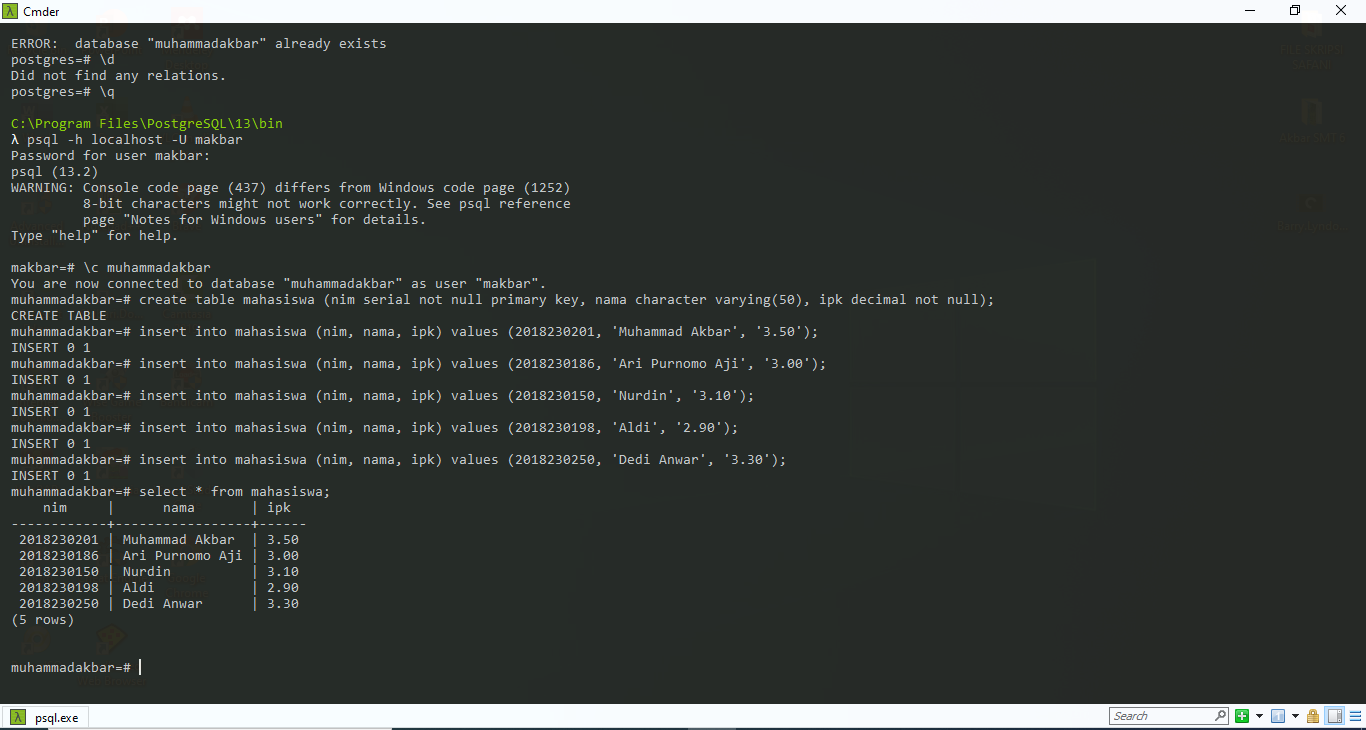 Cmder
ERROR:  database "muhammadakbar" already exists
postgres=# \d
Did not find any relations.
postgres=# \q
C:\Program Files\PostgreSQL\13\bin
λ psql -h localhost -U makbar
Password for user makbar:
psql (13.2)
WARNING: Console code page (437) differs from Windows code page (1252)
         8-bit characters might not work correctly. See psql reference
         page "Notes for Windows users" for details.
Type "help" for help.
makbar=# \c muhammadakbar
You are now connected to database "muhammadakbar" as user "makbar".
muhammadakbar=# create table mahasiswa (nim serial not null primary key, nama character varying(50), ipk decimal not null);
CREATE TABLE
muhammadakbar=# insert into mahasiswa (nim, nama, ipk) values (2018230201, 'Muhammad Akbar', '3.50');
INSERT 0 1
muhammadakbar=# insert into mahasiswa (nim, nama, ipk) values (2018230186, 'Ari Purnomo Aji', '3.00');
INSERT 0 1
muhammadakbar=# insert into mahasiswa (nim, nama, ipk) values (2018230150, 'Nurdin', '3.10');
INSERT 0 1
muhammadakbar=# insert into mahasiswa (nim, nama, ipk) values (2018230198, 'Aldi', '2.90');
INSERT 0 1
muhammadakbar=# insert into mahasiswa (nim, nama, ipk) values (2018230250, 'Dedi Anwar', '3.30');
INSERT 0 1
muhammadakbar=# select * from mahasiswa;
    nim     |      nama       | ipk
------------+-----------------+------
 2018230201 | Muhammad Akbar  | 3.50
 2018230186 | Ari Purnomo Aji | 3.00
 2018230150 | Nurdin          | 3.10
 2018230198 | Aldi            | 2.90
 2018230250 | Dedi Anwar      | 3.30
(5 rows)
muhammadakbar=#
λ psql.exe
Search